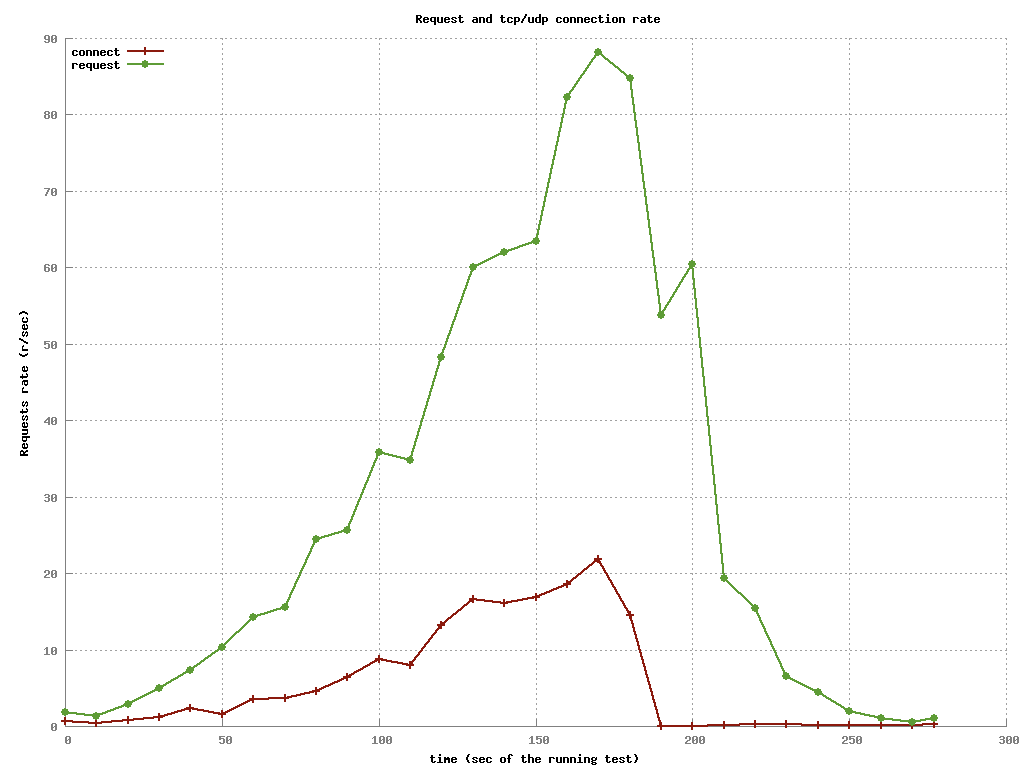 Request and tcp/udp connection rate
connect
request
90
80
70
60
50
40
30
20
10
0
Requests rate (r/sec)
0 50 100 150 200 250 300
time (sec of the running test)